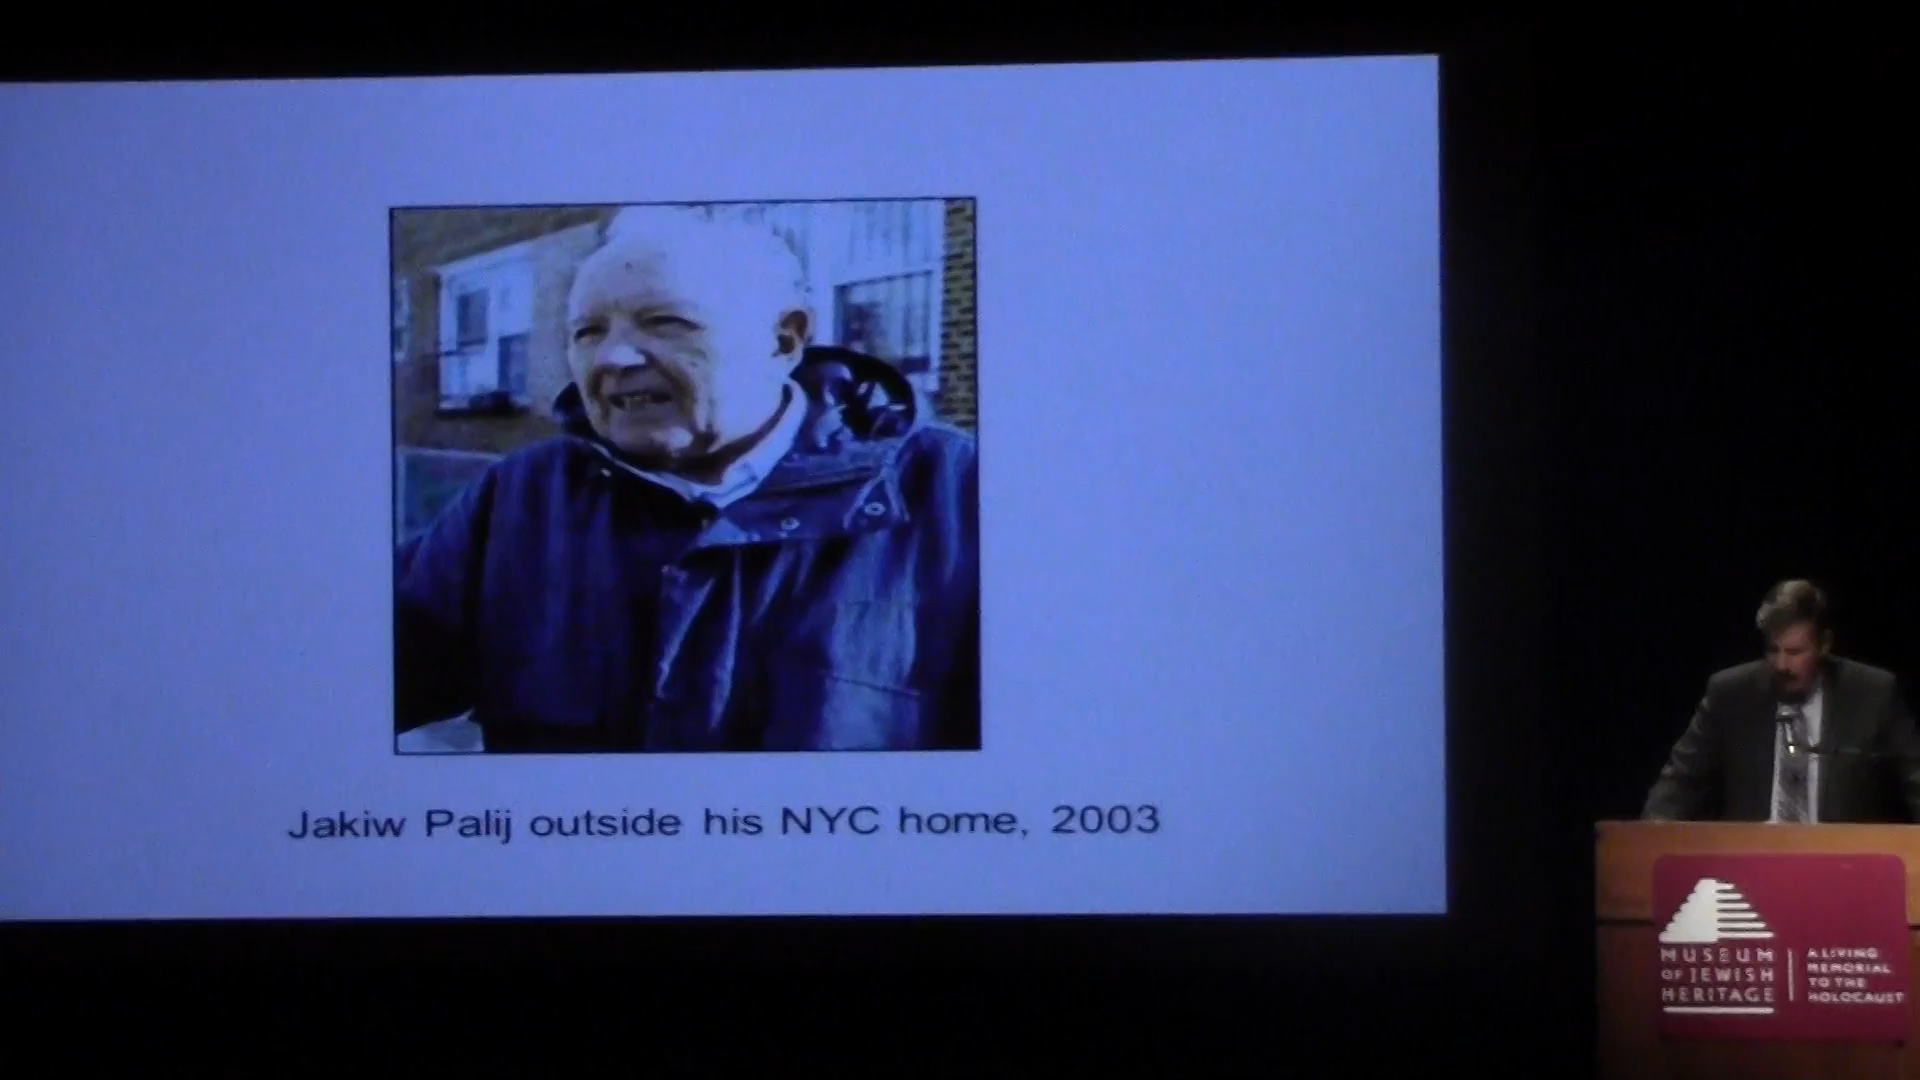 Jakiw Palij outside his NYC home, 2003
MUSEUM
OF JEWISH
HERITAGE
A LIVING
MEMORIAL
TO THE
HOLOCAUST